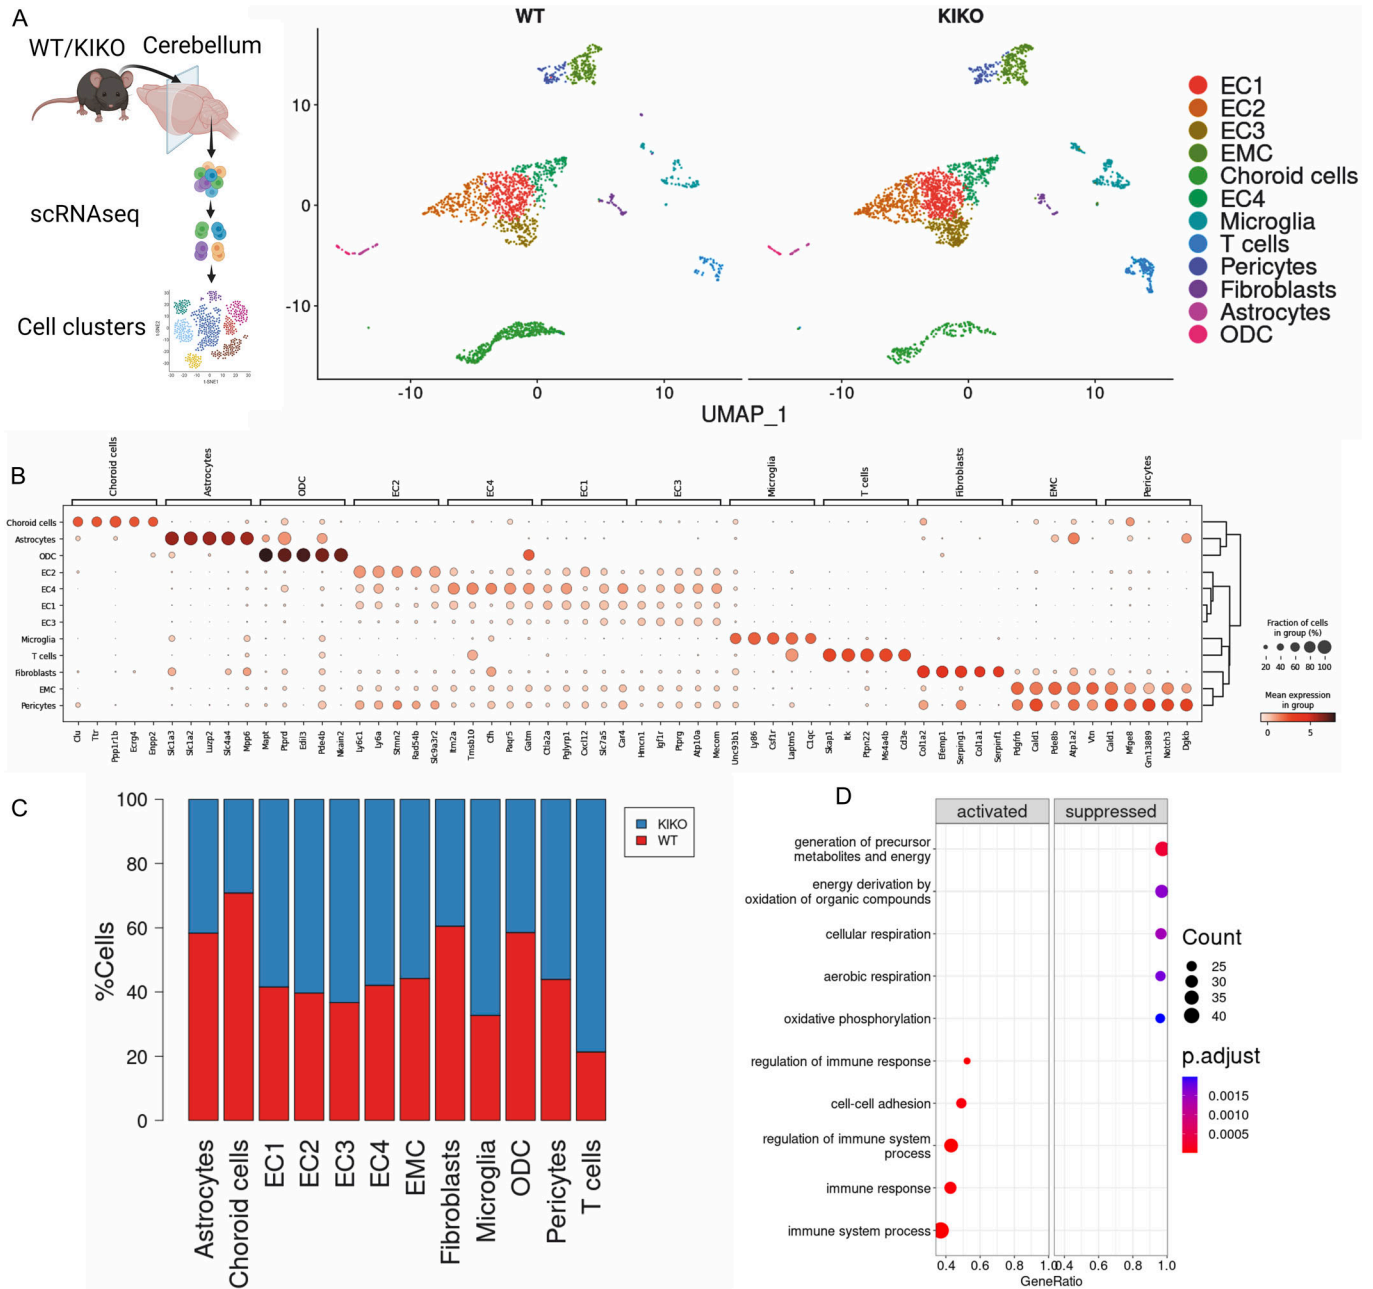 A
WT/KIKO
Cerebellum
scRNAseq
Cell clusters
WT
KIKO
10
0
-10
-10
0
10
-10
0
10
UMAP_1
EC1
EC2
EC3
EMC
Choroid cells
EC4
Microglia
T cells
Pericytes
Fibroblasts
Astrocytes
ODC
B
Choroid cells
Astrocytes
ODC
EC2
EC4
EC1
EC3
Microglia
T cells
Fibroblasts
EMC
Pericytes
Choroid cells
Astrocytes
ODC
EC2
EC4
EC1
EC3
Microglia
T cells
Fibroblasts
EMC
Pericytes
Clu
Ttr
Ppp1r1b
Ecrg4
Enpp2
Slc1a3
Slc1a2
Luzp2
Slc4a4
Mpp6
Mapt
Ptprd
Edil3
Pde4b
Nkain2
Ly6c1
Ly6a
Stmn2
Rad54b
Slc9a3r2
Itm2a
Tmsb10
Cfh
Paqr5
Gatm
Ctla2a
Pglyrp1
Cxcl12
Slc7a5
Car4
Hmcn1
Igf1r
Ptprg
Atp10a
Mecom
Unc93b1
Ly86
Csf1r
Laptm5
C1qc
Skap1
Itk
Ptpn22
Ms4a4b
Cd3e
Col1a2
Efemp1
Serping1
Col1a1
Serpinf1
Pdgfrb
Cald1
Pde8b
Atp1a2
Vtn
Cald1
Mfge8
Gm13889
Notch3
Dgkb
Fraction of cells
in group (%)
20 40 60 80 100
Mean expression
in group
0
5
C
100
80
60
40
20
0
%Cells
KIKO
WT
Astrocytes
Choroid cells
EC1
EC2
EC3
EC4
EMC
Fibroblasts
Microglia
ODC
Pericytes
T cells
D
activated
suppressed
generation of precursor
metabolites and energy
energy derivation by
oxidation of organic compounds
cellular respiration
aerobic respiration
oxidative phosphorylation
regulation of immune response
cell-cell adhesion
regulation of immune system
process
immune response
immune system process
0.4 0.6 0.8 1.0
0.4 0.6 0.8 1.0
GeneRatio
Count
25
30
35
40
p.adjust
0.0015
0.0010
0.0005